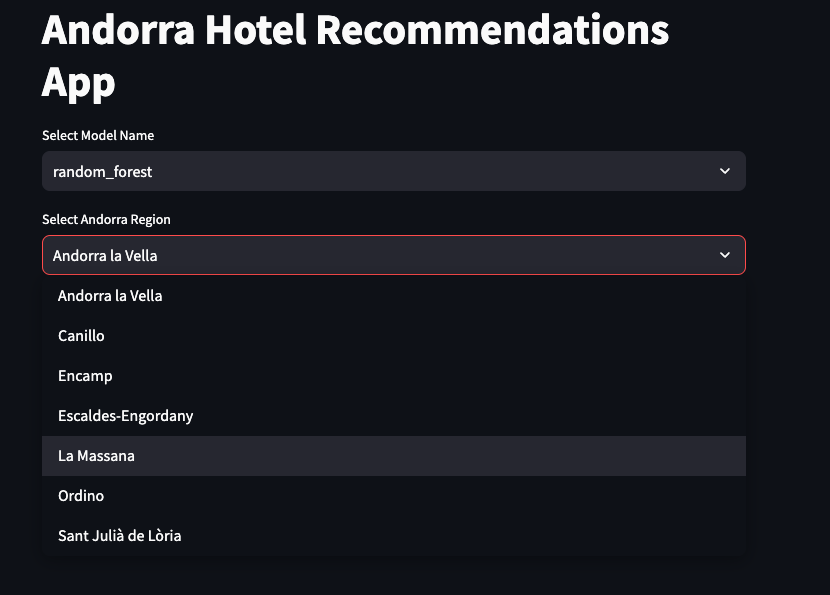 Andorra Hotel Recommendations
App
Select Model Name
random_forest
Select Andorra Region
Andorra la Vella
Andorra la Vella
Canillo
Encamp
Escaldes-Engordany
La Massana
Ordino
Sant Julià de Lòria